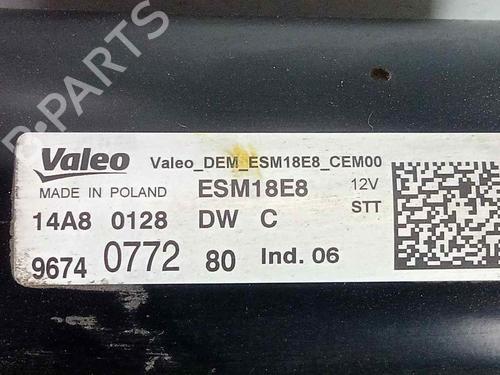 B-PARTS
Valeo Valeo_DEM_ESM18E8_CEM00
MADE IN POLAND ESM18E8 12V
STT
14A8 0128 DW C
9674 0772 80 Ind. 06